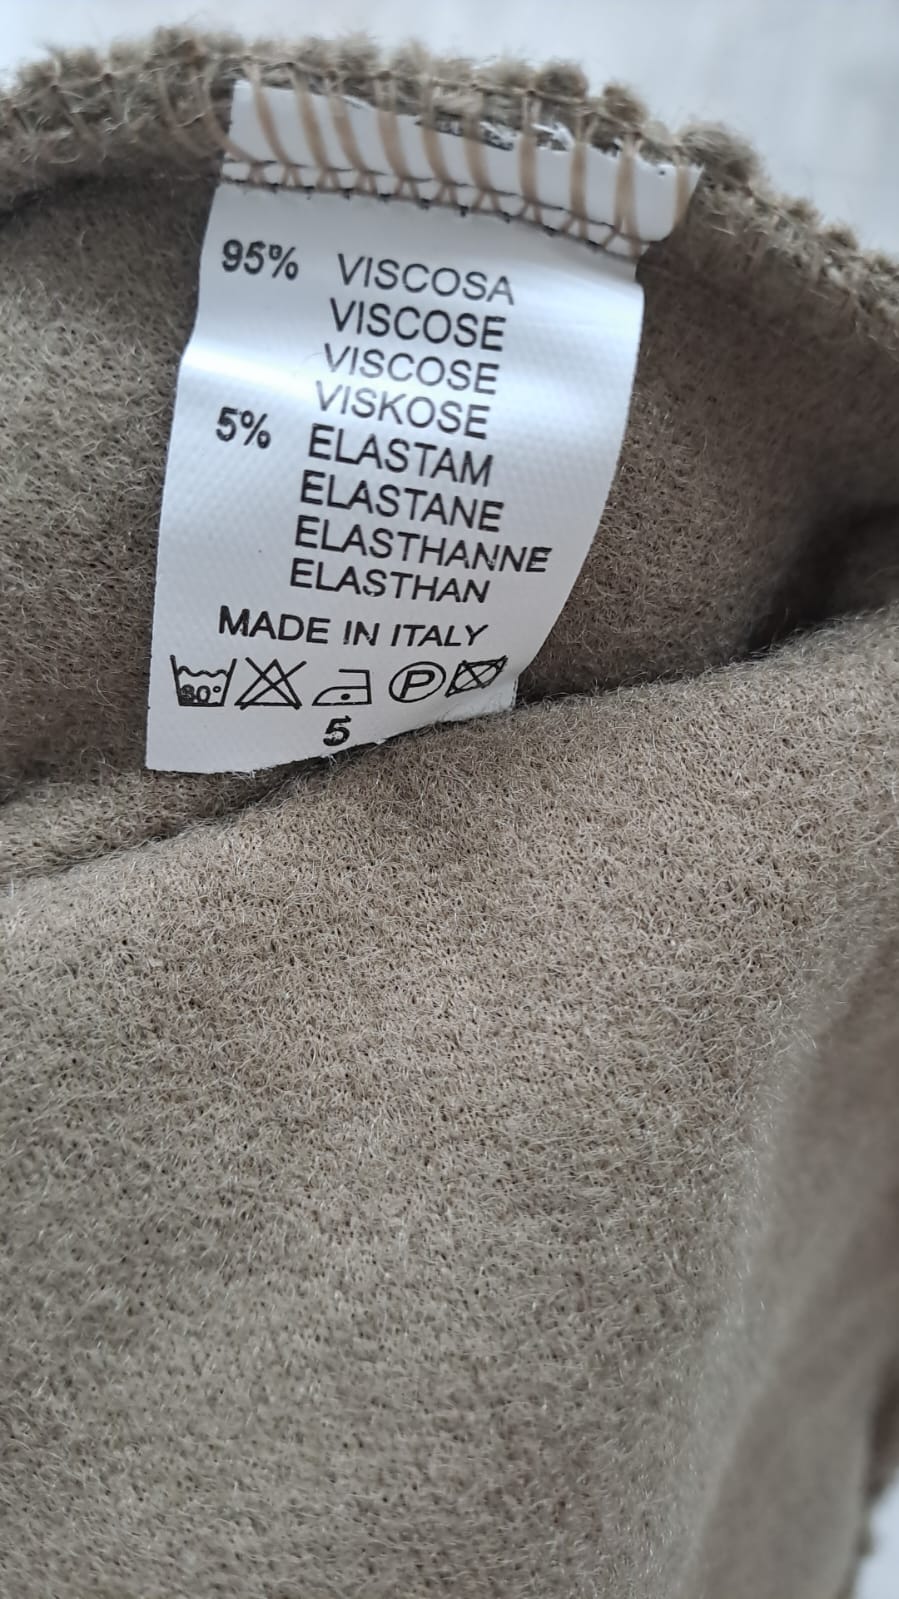 95% VISCOSA
VISCOSE
VISCOSE
VISKOSE
5% ELASTAM
ELASTANE
ELASTHANNE
ELASTHAN
MADE IN ITALY
30° P
5